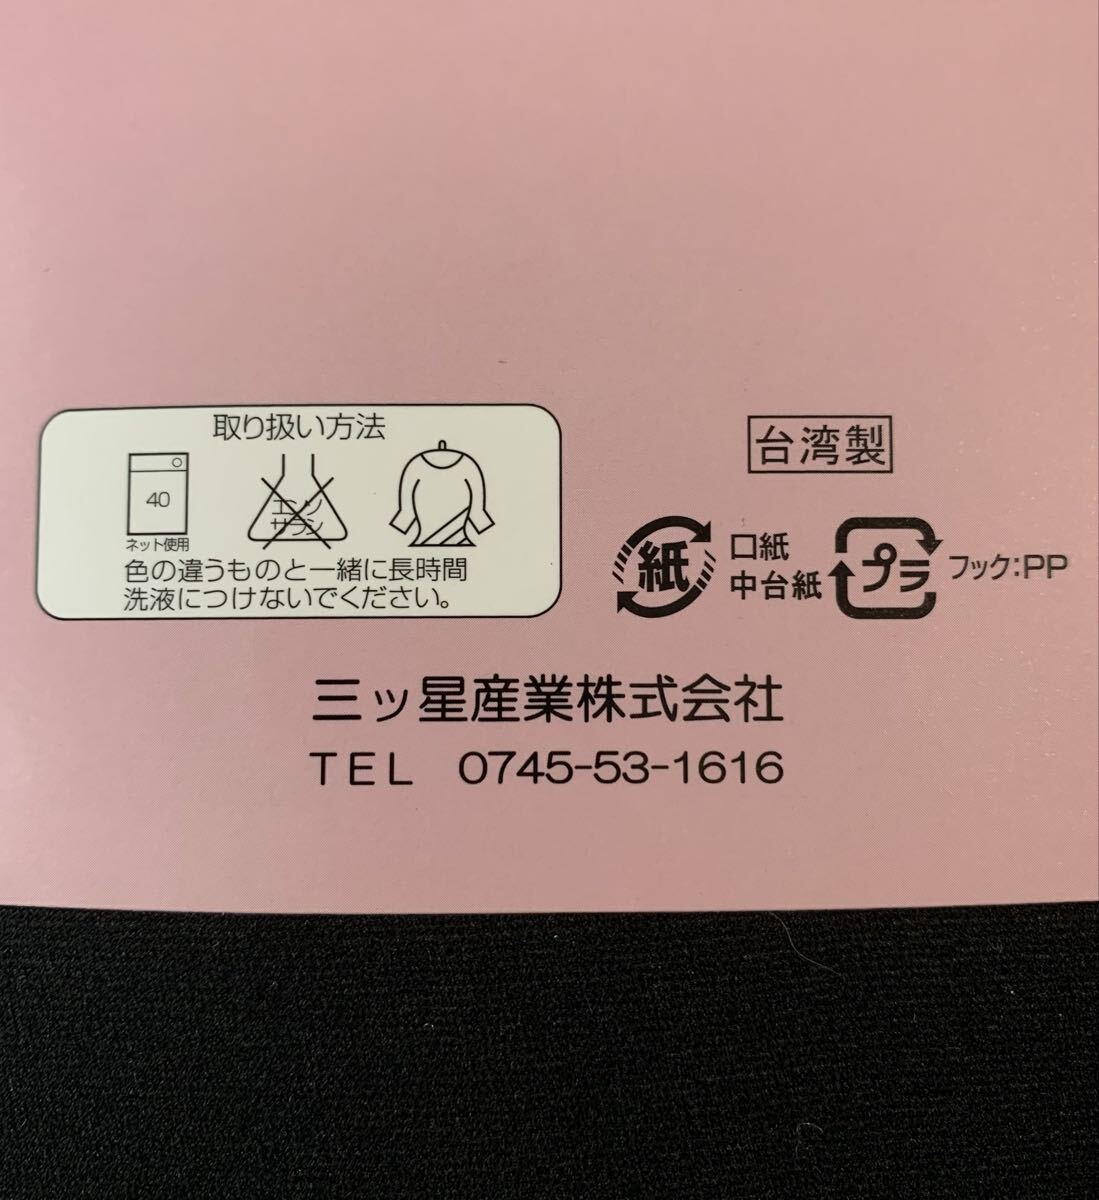 取り扱い方法
40
ネット使用
エンソ
サラシ
色の違うものと一緒に長時間
洗液につけないでください。
台湾製
紙
口紙
中台紙
プラ
フック:PP
三ッ星産業株式会社
TEL 0745-53-1616